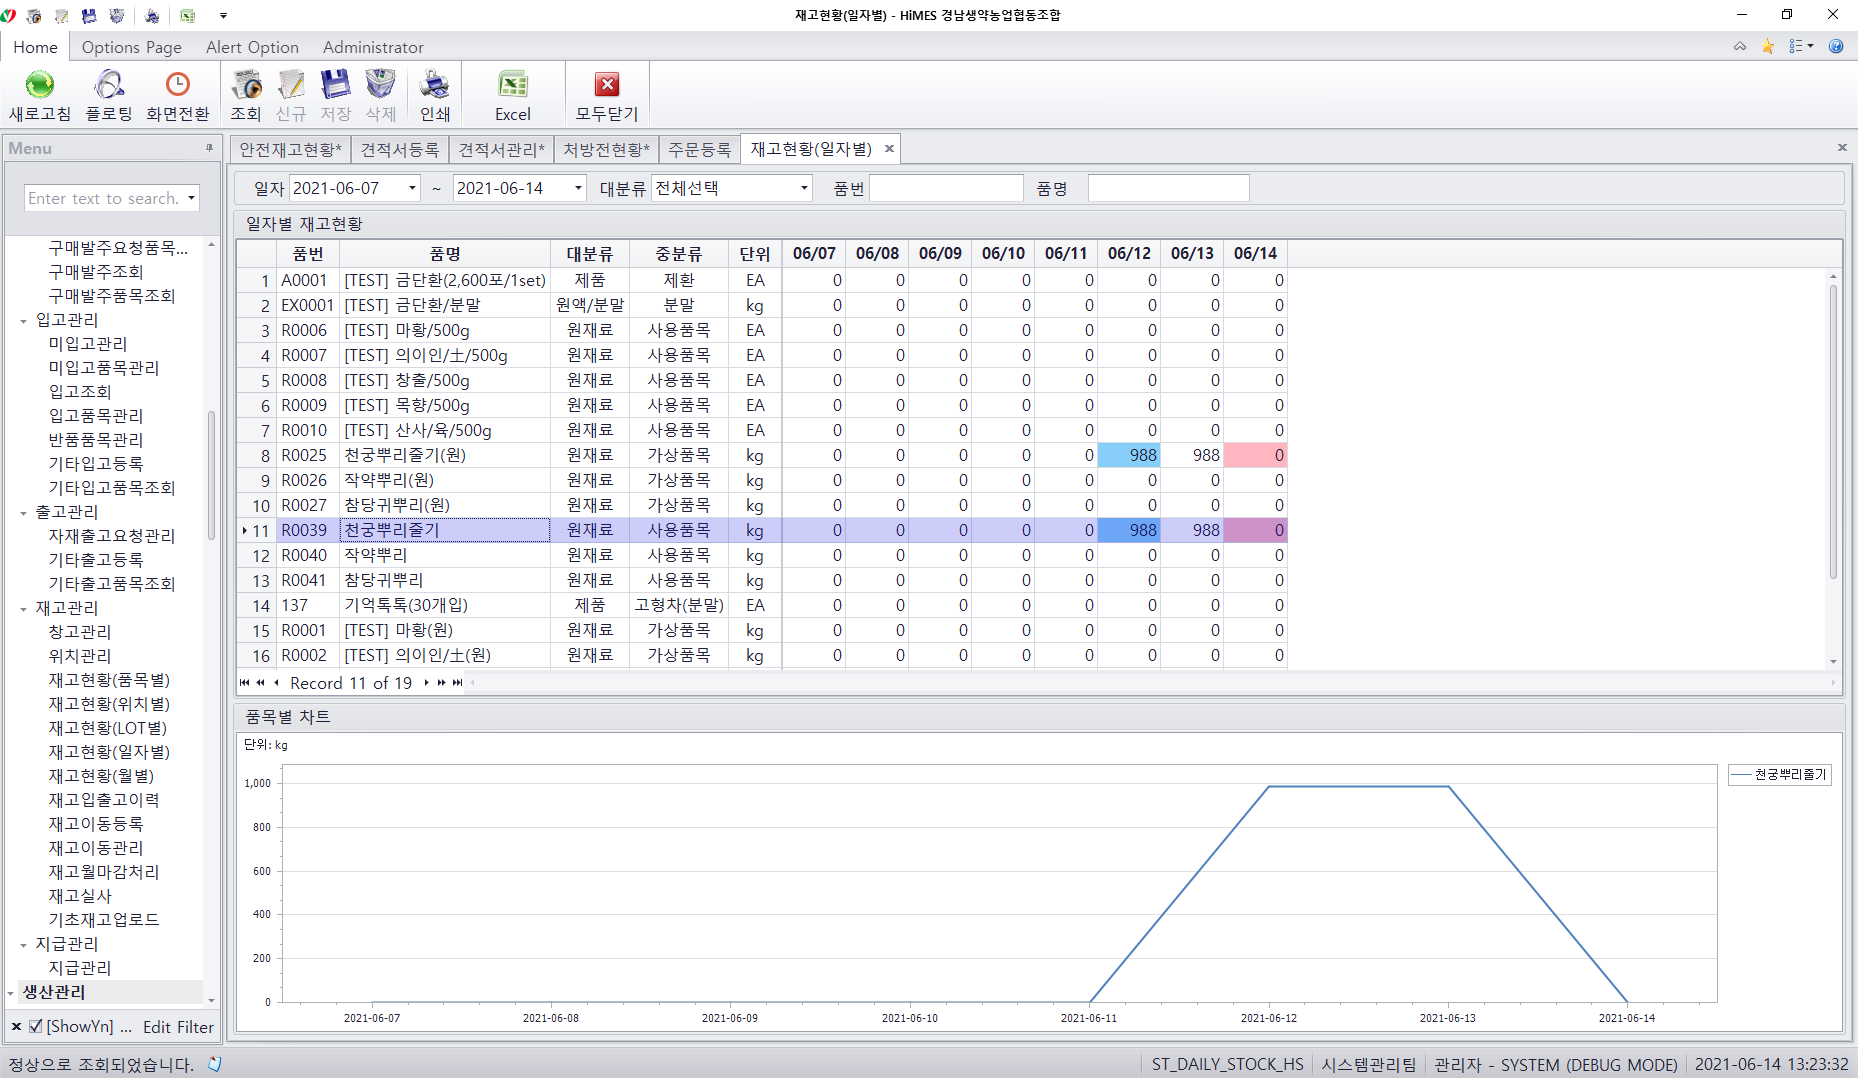 재고현황(일자별) - HiMES 경남생약농업협동조합
Home Options Page Alert Option Administrator
새로고침 플로팅 화면전환 조회 신규 저장 삭제 인쇄 Excel 모두닫기
Menu
Enter text to search.
구매발주요청품목...
구매발주조회
구매발주품목조회
입고관리
미입고관리
미입고품목관리
입고조회
입고품목관리
반품품목관리
기타입고등록
기타입고품목조회
출고관리
자재출고요청관리
기타출고등록
기타출고품목조회
재고관리
창고관리
위치관리
재고현황(품목별)
재고현황(위치별)
재고현황(LOT별)
재고현황(일자별)
재고현황(월별)
재고입출고이력
재고이동등록
재고이동관리
재고월마감처리
재고실사
기초재고업로드
지급관리
지급관리
생산관리
[ShowYn] ... Edit Filter
안전재고현황* 견적서등록 견적서관리* 처방전현황* 주문등록 재고현황(일자별)
일자 2021-06-07 ~ 2021-06-14 대분류 전체선택 품번 품명
일자별 재고현황
품번 품명 대분류 중분류 단위 06/07 06/08 06/09 06/10 06/11 06/12 06/13 06/14
1 A0001 [TEST] 금단환(2,600포/1set) 제품 제환 EA 0 0 0 0 0 0 0 0
2 EX0001 [TEST] 금단환/분말 원액/분말 분말 kg 0 0 0 0 0 0 0 0
3 R0006 [TEST] 마황/500g 원재료 사용품목 EA 0 0 0 0 0 0 0 0
4 R0007 [TEST] 의이인/土/500g 원재료 사용품목 EA 0 0 0 0 0 0 0 0
5 R0008 [TEST] 창출/500g 원재료 사용품목 EA 0 0 0 0 0 0 0 0
6 R0009 [TEST] 목향/500g 원재료 사용품목 EA 0 0 0 0 0 0 0 0
7 R0010 [TEST] 산사/육/500g 원재료 사용품목 EA 0 0 0 0 0 0 0 0
8 R0025 천궁뿌리줄기(원) 원재료 가상품목 kg 0 0 0 0 0 988 988 0
9 R0026 작약뿌리(원) 원재료 가상품목 kg 0 0 0 0 0 0 0 0
10 R0027 참당귀뿌리(원) 원재료 가상품목 kg 0 0 0 0 0 0 0 0
11 R0039 천궁뿌리줄기 원재료 사용품목 kg 0 0 0 0 0 988 988 0
12 R0040 작약뿌리 원재료 사용품목 kg 0 0 0 0 0 0 0 0
13 R0041 참당귀뿌리 원재료 사용품목 kg 0 0 0 0 0 0 0 0
14 137 기억톡톡(30개입) 제품 고형차(분말) EA 0 0 0 0 0 0 0 0
15 R0001 [TEST] 마황(원) 원재료 가상품목 kg 0 0 0 0 0 0 0 0
16 R0002 [TEST] 의이인/土(원) 원재료 가상품목 kg 0 0 0 0 0 0 0 0
Record 11 of 19
품목별 차트
단위: kg
1,000
800
600
400
200
0
2021-06-07 2021-06-08 2021-06-09 2021-06-10 2021-06-11 2021-06-12 2021-06-13 2021-06-14
천궁뿌리줄기
정상으로 조회되었습니다. ST_DAILY_STOCK_HS 시스템관리팀 관리자 - SYSTEM (DEBUG MODE) 2021-06-14 13:23:32